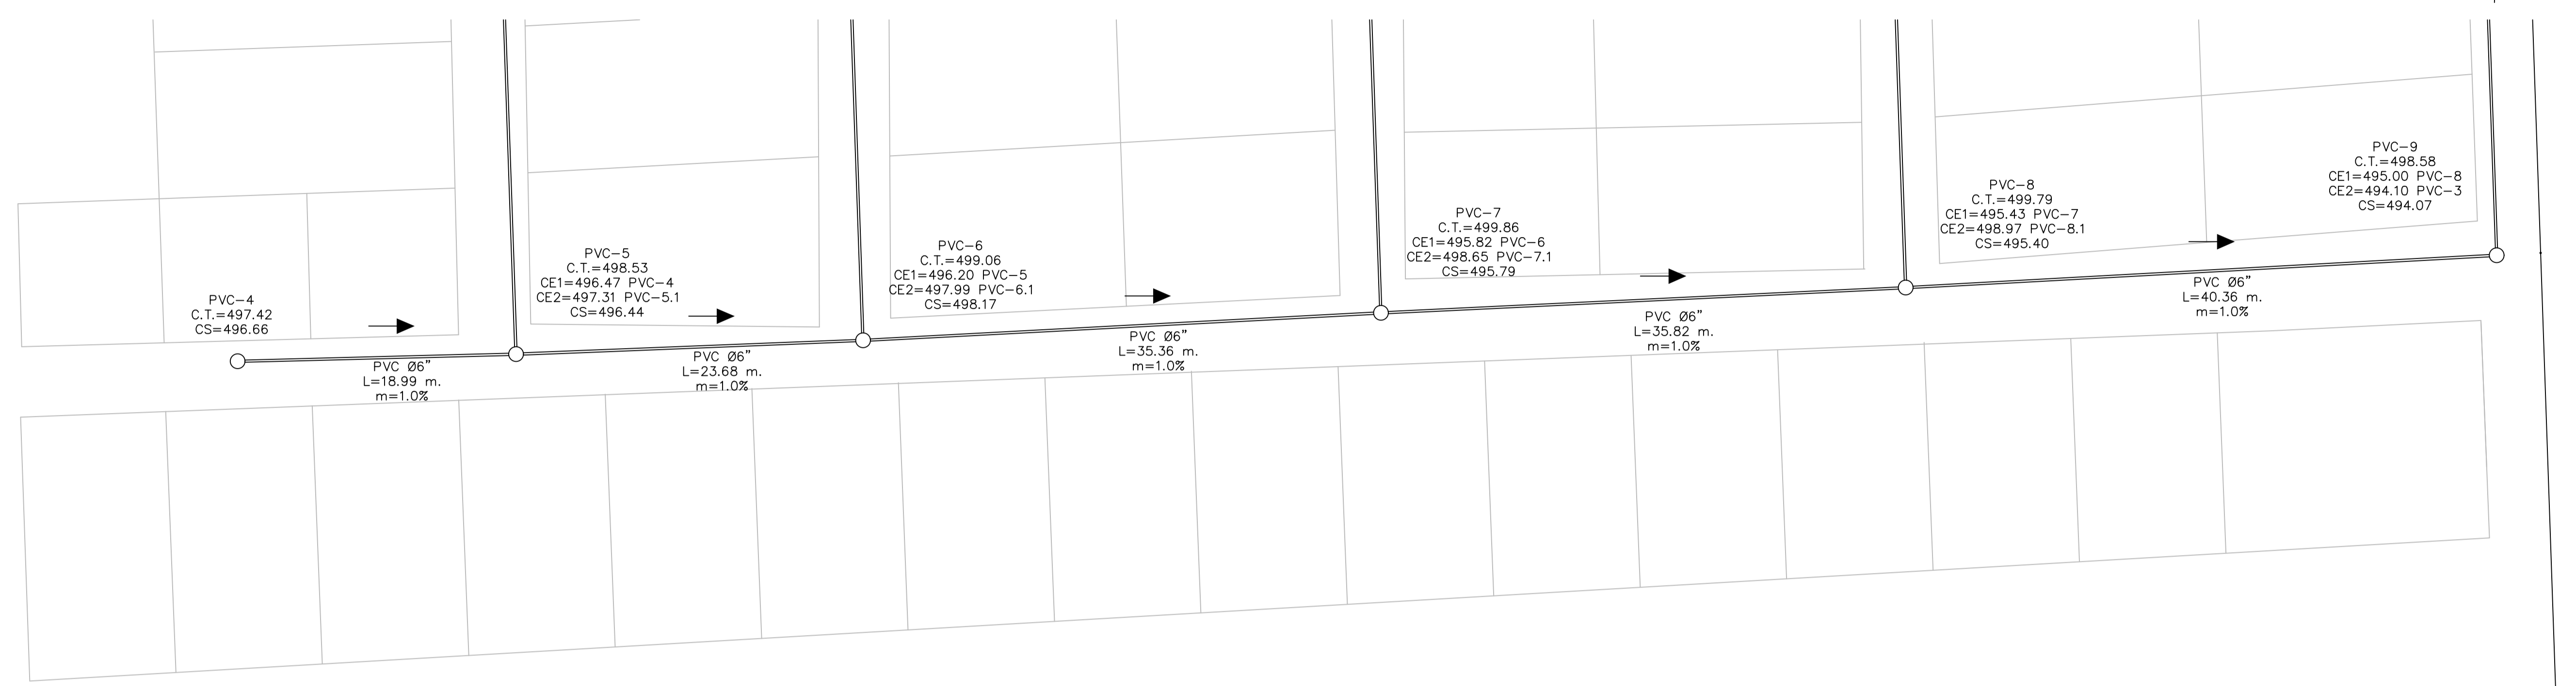 PVC-4
C.T.=497.42
CS=496.66
PVC Ø6"
L=18.99 m.
m=1.0%
PVC-5
C.T.=498.53
CE1=496.47 PVC-4
CE2=497.31 PVC-5.1
CS=496.44
PVC Ø6"
L=23.68 m.
m=1.0%
PVC-6
C.T.=499.06
CE1=496.20 PVC-5
CE2=497.99 PVC-6.1
CS=498.17
PVC Ø6"
L=35.36 m.
m=1.0%
PVC-7
C.T.=499.86
CE1=495.82 PVC-6
CE2=498.65 PVC-7.1
CS=495.79
PVC Ø6"
L=35.82 m.
m=1.0%
PVC-8
C.T.=499.79
CE1=495.43 PVC-7
CE2=498.97 PVC-8.1
CS=495.40
PVC Ø6"
L=40.36 m.
m=1.0%
PVC-9
C.T.=498.58
CE1=495.00 PVC-8
CE2=494.10 PVC-3
CS=494.07